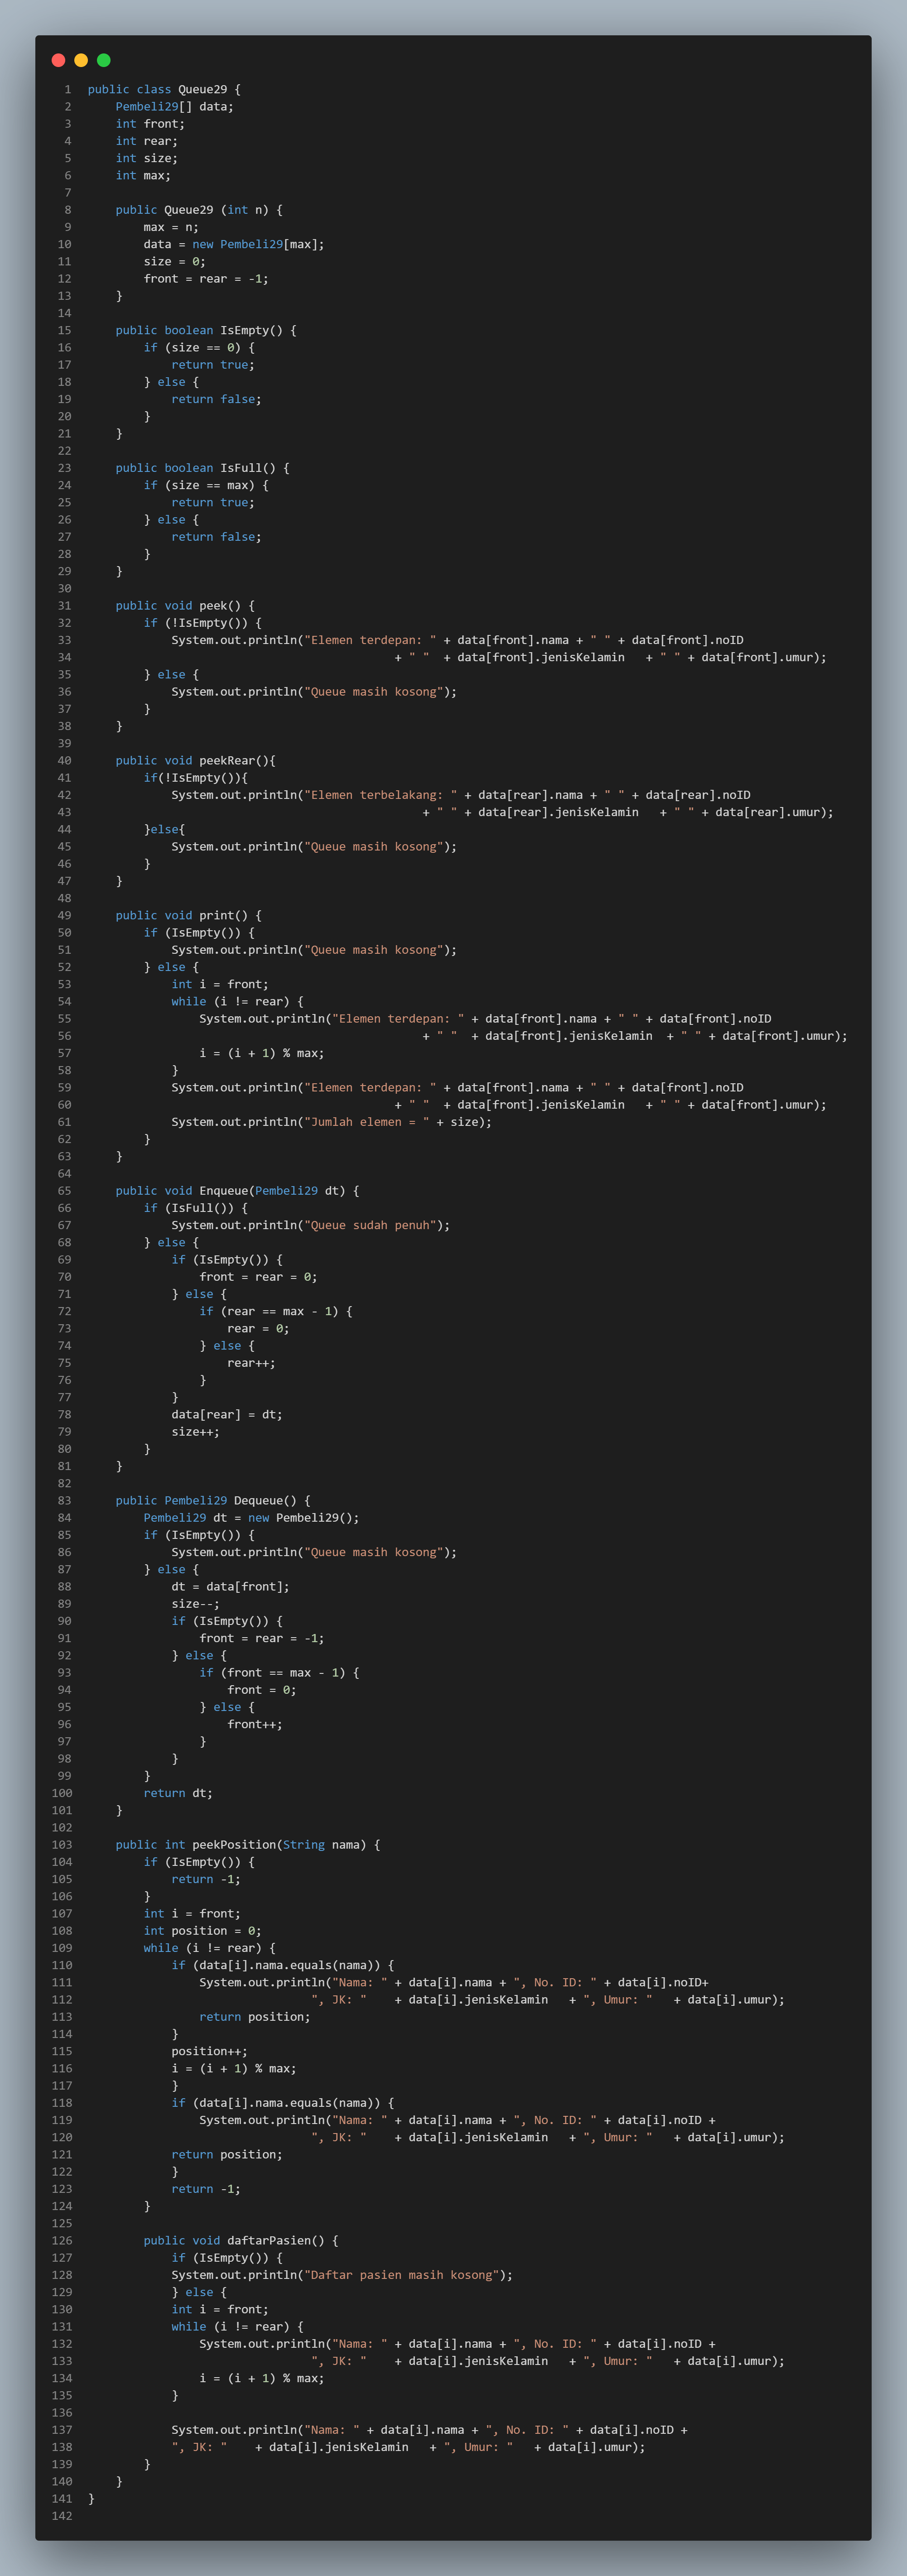 1 public class Queue29 {
2     Pembeli29[] data;
3     int front;
4     int rear;
5     int size;
6     int max;
7
8     public Queue29 (int n) {
9         max = n;
10         data = new Pembeli29[max];
11         size = 0;
12         front = rear = -1;
13     }
14
15     public boolean IsEmpty() {
16         if (size == 0) {
17             return true;
18         } else {
19             return false;
20         }
21     }
22
23     public boolean IsFull() {
24         if (size == max) {
25             return true;
26         } else {
27             return false;
28         }
29     }
30
31     public void peek() {
32         if (!IsEmpty()) {
33             System.out.println("Elemen terdepan: " + data[front].nama + " " + data[front].noID
34                                             + " "  + data[front].jenisKelamin   + " " + data[front].umur);
35         } else {
36             System.out.println("Queue masih kosong");
37         }
38     }
39
40     public void peekRear(){
41         if(!IsEmpty()){
42             System.out.println("Elemen terbelakang: " + data[rear].nama + " " + data[rear].noID
43                                                 + " " + data[rear].jenisKelamin   + " " + data[rear].umur);
44         }else{
45             System.out.println("Queue masih kosong");
46         }
47     }
48
49     public void print() {
50         if (IsEmpty()) {
51             System.out.println("Queue masih kosong");
52         } else {
53             int i = front;
54             while (i != rear) {
55                 System.out.println("Elemen terdepan: " + data[front].nama + " " + data[front].noID
56                                                 + " "  + data[front].jenisKelamin  + " " + data[front].umur);
57                 i = (i + 1) % max;
58             }
59             System.out.println("Elemen terdepan: " + data[front].nama + " " + data[front].noID
60                                             + " "  + data[front].jenisKelamin   + " " + data[front].umur);
61             System.out.println("Jumlah elemen = " + size);
62         }
63     }
64
65     public void Enqueue(Pembeli29 dt) {
66         if (IsFull()) {
67             System.out.println("Queue sudah penuh");
68         } else {
69             if (IsEmpty()) {
70                 front = rear = 0;
71             } else {
72                 if (rear == max - 1) {
73                     rear = 0;
74                 } else {
75                     rear++;
76                 }
77             }
78             data[rear] = dt;
79             size++;
80         }
81     }
82
83     public Pembeli29 Dequeue() {
84         Pembeli29 dt = new Pembeli29();
85         if (IsEmpty()) {
86             System.out.println("Queue masih kosong");
87         } else {
88             dt = data[front];
89             size--;
90             if (IsEmpty()) {
91                 front = rear = -1;
92             } else {
93                 if (front == max - 1) {
94                     front = 0;
95                 } else {
96                     front++;
97                 }
98             }
99         }
100         return dt;
101     }
102
103     public int peekPosition(String nama) {
104         if (IsEmpty()) {
105             return -1;
106         }
107         int i = front;
108         int position = 0;
109         while (i != rear) {
110             if (data[i].nama.equals(nama)) {
111                 System.out.println("Nama: " + data[i].nama + ", No. ID: " + data[i].noID+
112                                 ", JK: "    + data[i].jenisKelamin   + ", Umur: "   + data[i].umur);
113                 return position;
114             }
115             position++;
116             i = (i + 1) % max;
117             }
118             if (data[i].nama.equals(nama)) {
119                 System.out.println("Nama: " + data[i].nama + ", No. ID: " + data[i].noID +
120                                 ", JK: "    + data[i].jenisKelamin   + ", Umur: "   + data[i].umur);
121             return position;
122             }
123             return -1;
124         }
125
126         public void daftarPasien() {
127             if (IsEmpty()) {
128             System.out.println("Daftar pasien masih kosong");
129             } else {
130             int i = front;
131             while (i != rear) {
132                 System.out.println("Nama: " + data[i].nama + ", No. ID: " + data[i].noID +
133                                 ", JK: "    + data[i].jenisKelamin   + ", Umur: "   + data[i].umur);
134                 i = (i + 1) % max;
135             }
136
137             System.out.println("Nama: " + data[i].nama + ", No. ID: " + data[i].noID +
138             ", JK: "    + data[i].jenisKelamin   + ", Umur: "   + data[i].umur);
139         }
140     }
141 }
142